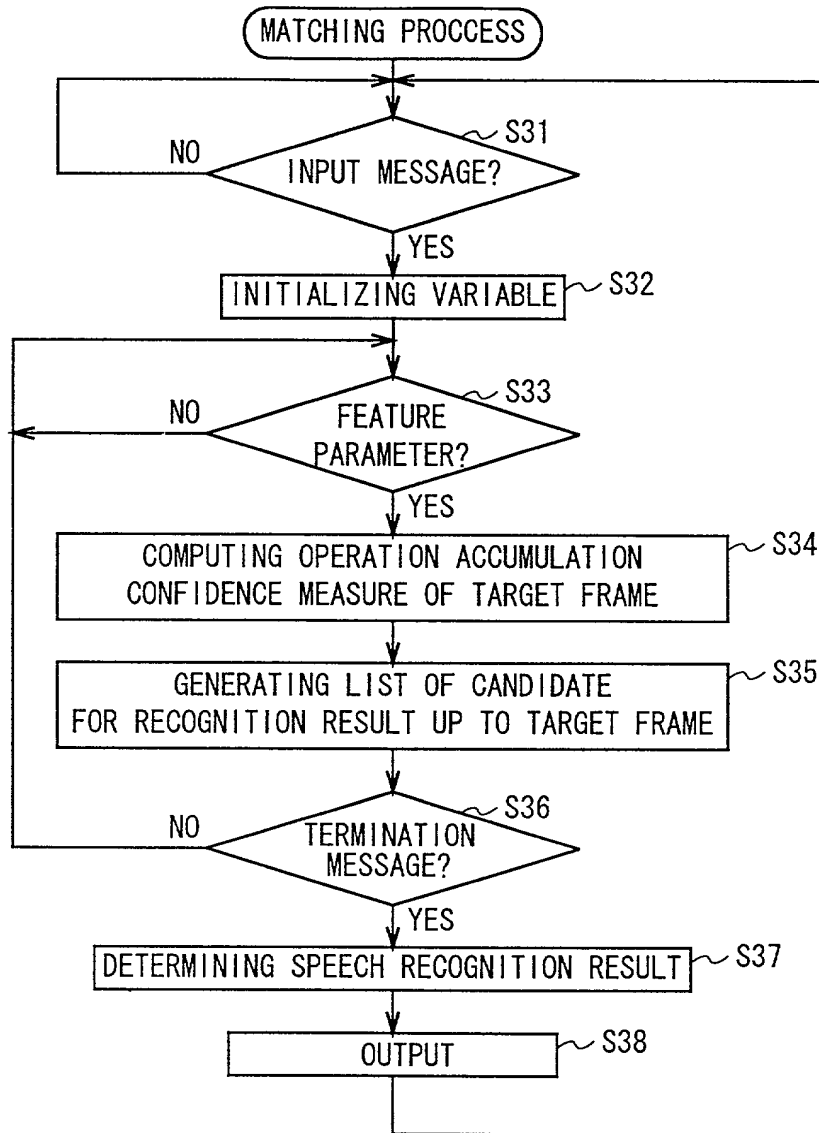 MATCHING PROCCESS
S31
NO
INPUT MESSAGE?
YES
INITIALIZING VARIABLE
S32
S33
NO
FEATURE
PARAMETER?
YES
S34
COMPUTING OPERATION ACCUMULATION
CONFIDENCE MEASURE OF TARGET FRAME
S35
GENERATING LIST OF CANDIDATE
FOR RECOGNITION RESULT UP TO TARGET FRAME
S36
NO
TERMINATION
MESSAGE?
YES
DETERMINING SPEECH RECOGNITION RESULT
S37
OUTPUT
S38